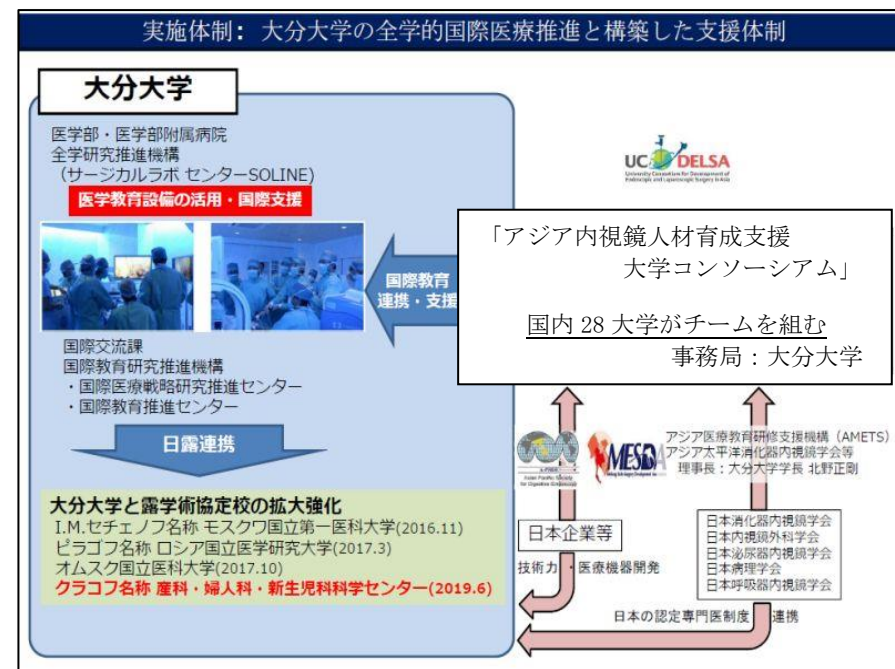 実施体制： 大分大学の全学的国際医療推進と構築した支援体制
大分大学
医学部・医学部附属病院
全学研究推進機構
（サージカルラボ センターSOLINE）
医学教育設備の活用・国際支援
国際教育
連携・支援
国際交流課
国際教育研究推進機構
・国際医療戦略研究推進センター
・国際教育推進センター
日露連携
大分大学と露学術協定校の拡大強化
I.M.セチェノフ名称 モスクワ国立第一医科大学(2016.11)
ピラゴフ名称 ロシア国立医学研究大学(2017.3)
オムスク国立医科大学(2017.10)
クラコフ名称 産科・婦人科・新生児科科学センター(2019.6)
UC DELSA
University Consortium for Development of
Endoscopic and Laparoscopic Surgery in Asia
「アジア内視鏡人材育成支援
大学コンソーシアム」
国内 28 大学がチームを組む
事務局：大分大学
Asian Pacific Society
for Digestive Endoscopy
MESDA
アジア医療教育研修支援機構（AMETS）
アジア太平洋消化器内視鏡学会等
理事長：大分大学学長 北野正剛
日本企業等
技術力・医療機器開発
日本消化器内視鏡学会
日本内視鏡外科学会
日本泌尿器内視鏡学会
日本病理学会
日本呼吸器内視鏡学会
日本の認定専門医制度 連携